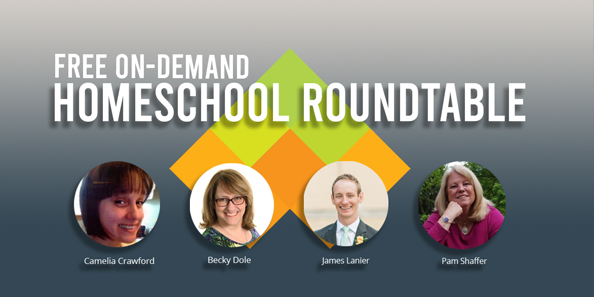 FREE ON-DEMAND
HOMESCHOOL ROUNDTABLE
Camelia Crawford
Becky Dole
James Lanier
Pam Shaffer